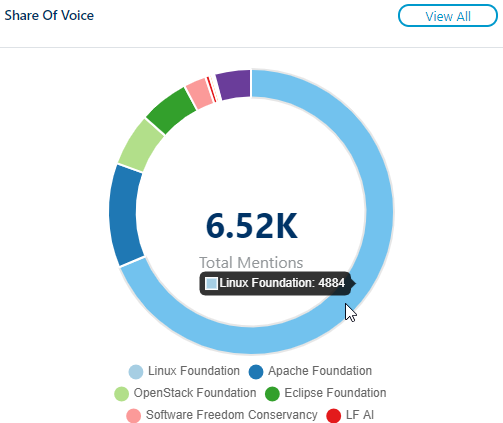 Share Of Voice
View All
6.52K
Total Mentions
Linux Foundation: 4884
Linux Foundation Apache Foundation
OpenStack Foundation Eclipse Foundation
Software Freedom Conservancy LF AI